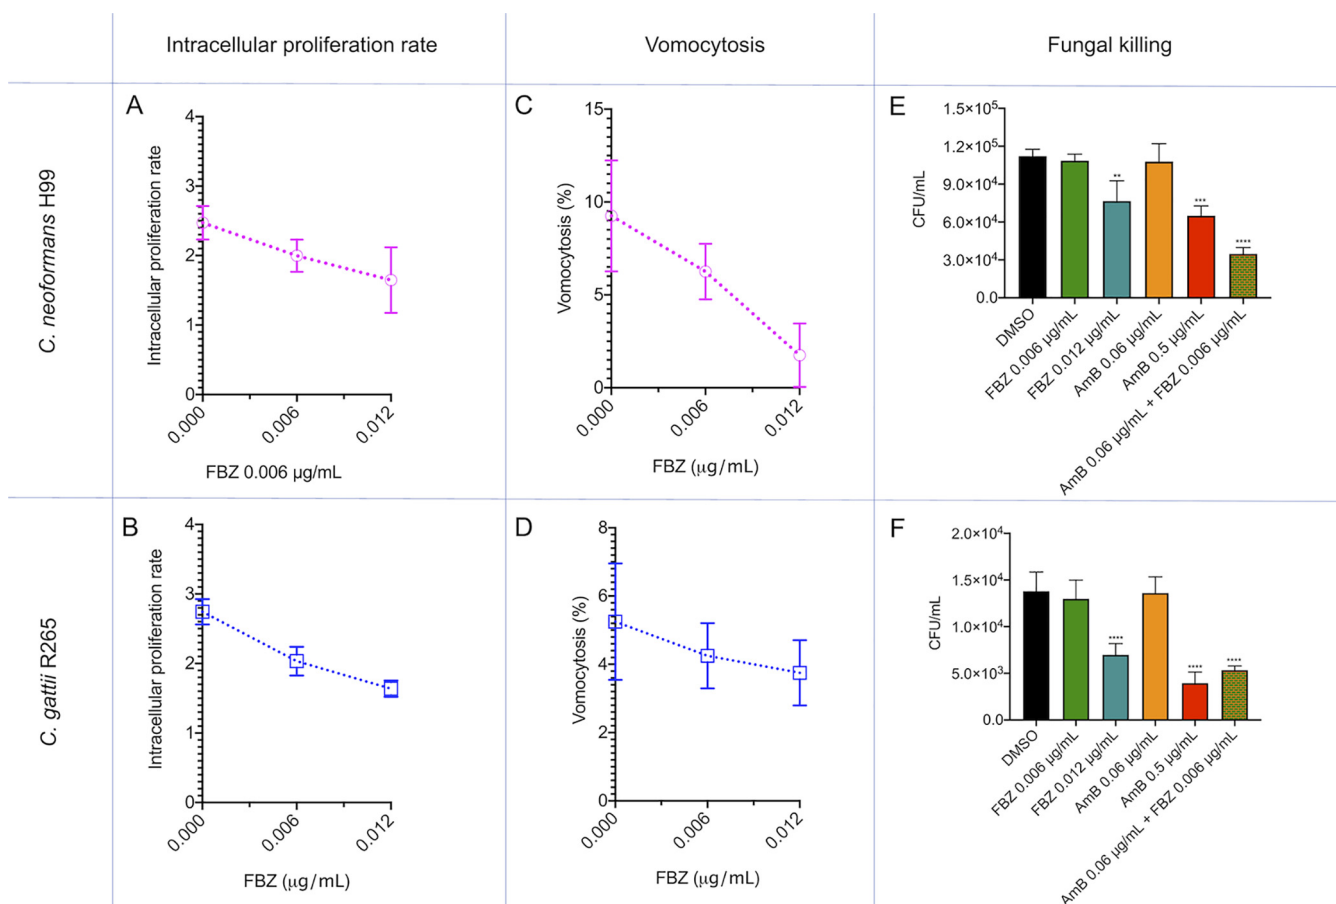 Intracellular proliferation rate
Vomocytosis
Fungal killing
C. neoformans H99
A
Intracellular proliferation rate
4
3
2
1
0
0.000
0.006
0.012
FBZ 0.006 µg/mL
C
Vomocytosis (%)
15
10
5
0
0.000
0.006
0.012
FBZ (µg/mL)
E
CFU/mL
1.5×10⁵
1.2×10⁵
9.0×10⁴
6.0×10⁴
3.0×10⁴
0.0
**
***
****
DMSO
FBZ 0.006 µg/mL
FBZ 0.012 µg/mL
AmB 0.06 µg/mL
AmB 0.5 µg/mL
AmB 0.06 µg/mL + FBZ 0.006 µg/mL
C. gattii R265
B
Intracellular proliferation rate
4
3
2
1
0
0.000
0.006
0.012
FBZ (µg/mL)
D
Vomocytosis (%)
8
6
4
2
0
0.000
0.006
0.012
FBZ (µg/mL)
F
CFU/mL
2.0×10⁴
1.5×10⁴
1.0×10⁴
5.0×10³
0.0
****
****
****
DMSO
FBZ 0.006 µg/mL
FBZ 0.012 µg/mL
AmB 0.06 µg/mL
AmB 0.5 µg/mL
AmB 0.06 µg/mL + FBZ 0.006 µg/mL